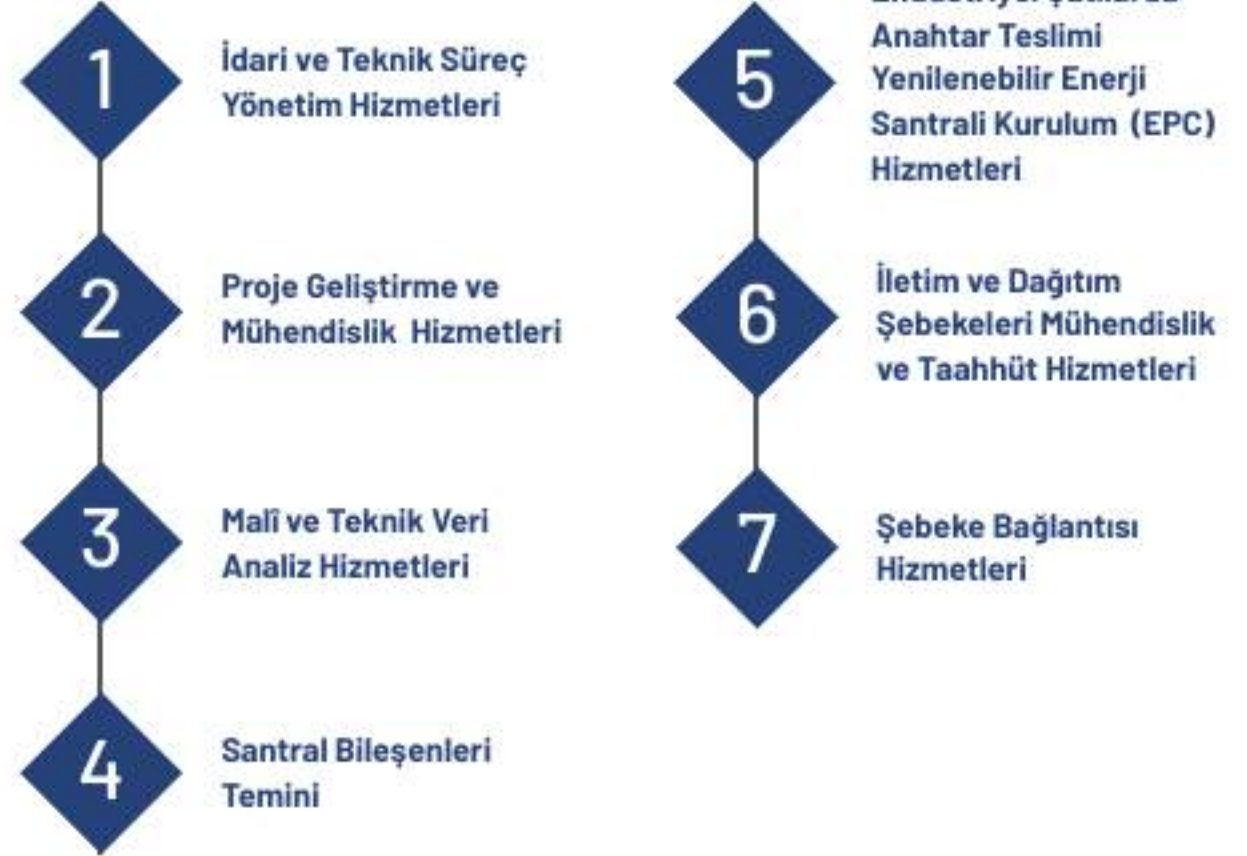 1
İdari ve Teknik Süreç
Yönetim Hizmetleri
2
Proje Geliştirme ve
Mühendislik Hizmetleri
3
Malî ve Teknik Veri
Analiz Hizmetleri
4
Santral Bileşenleri
Temini
5
Anahtar Teslimi
Yenilenebilir Enerji
Santrali Kurulum (EPC)
Hizmetleri
6
İletim ve Dağıtım
Şebekeleri Mühendislik
ve Taahhüt Hizmetleri
7
Şebeke Bağlantısı
Hizmetleri